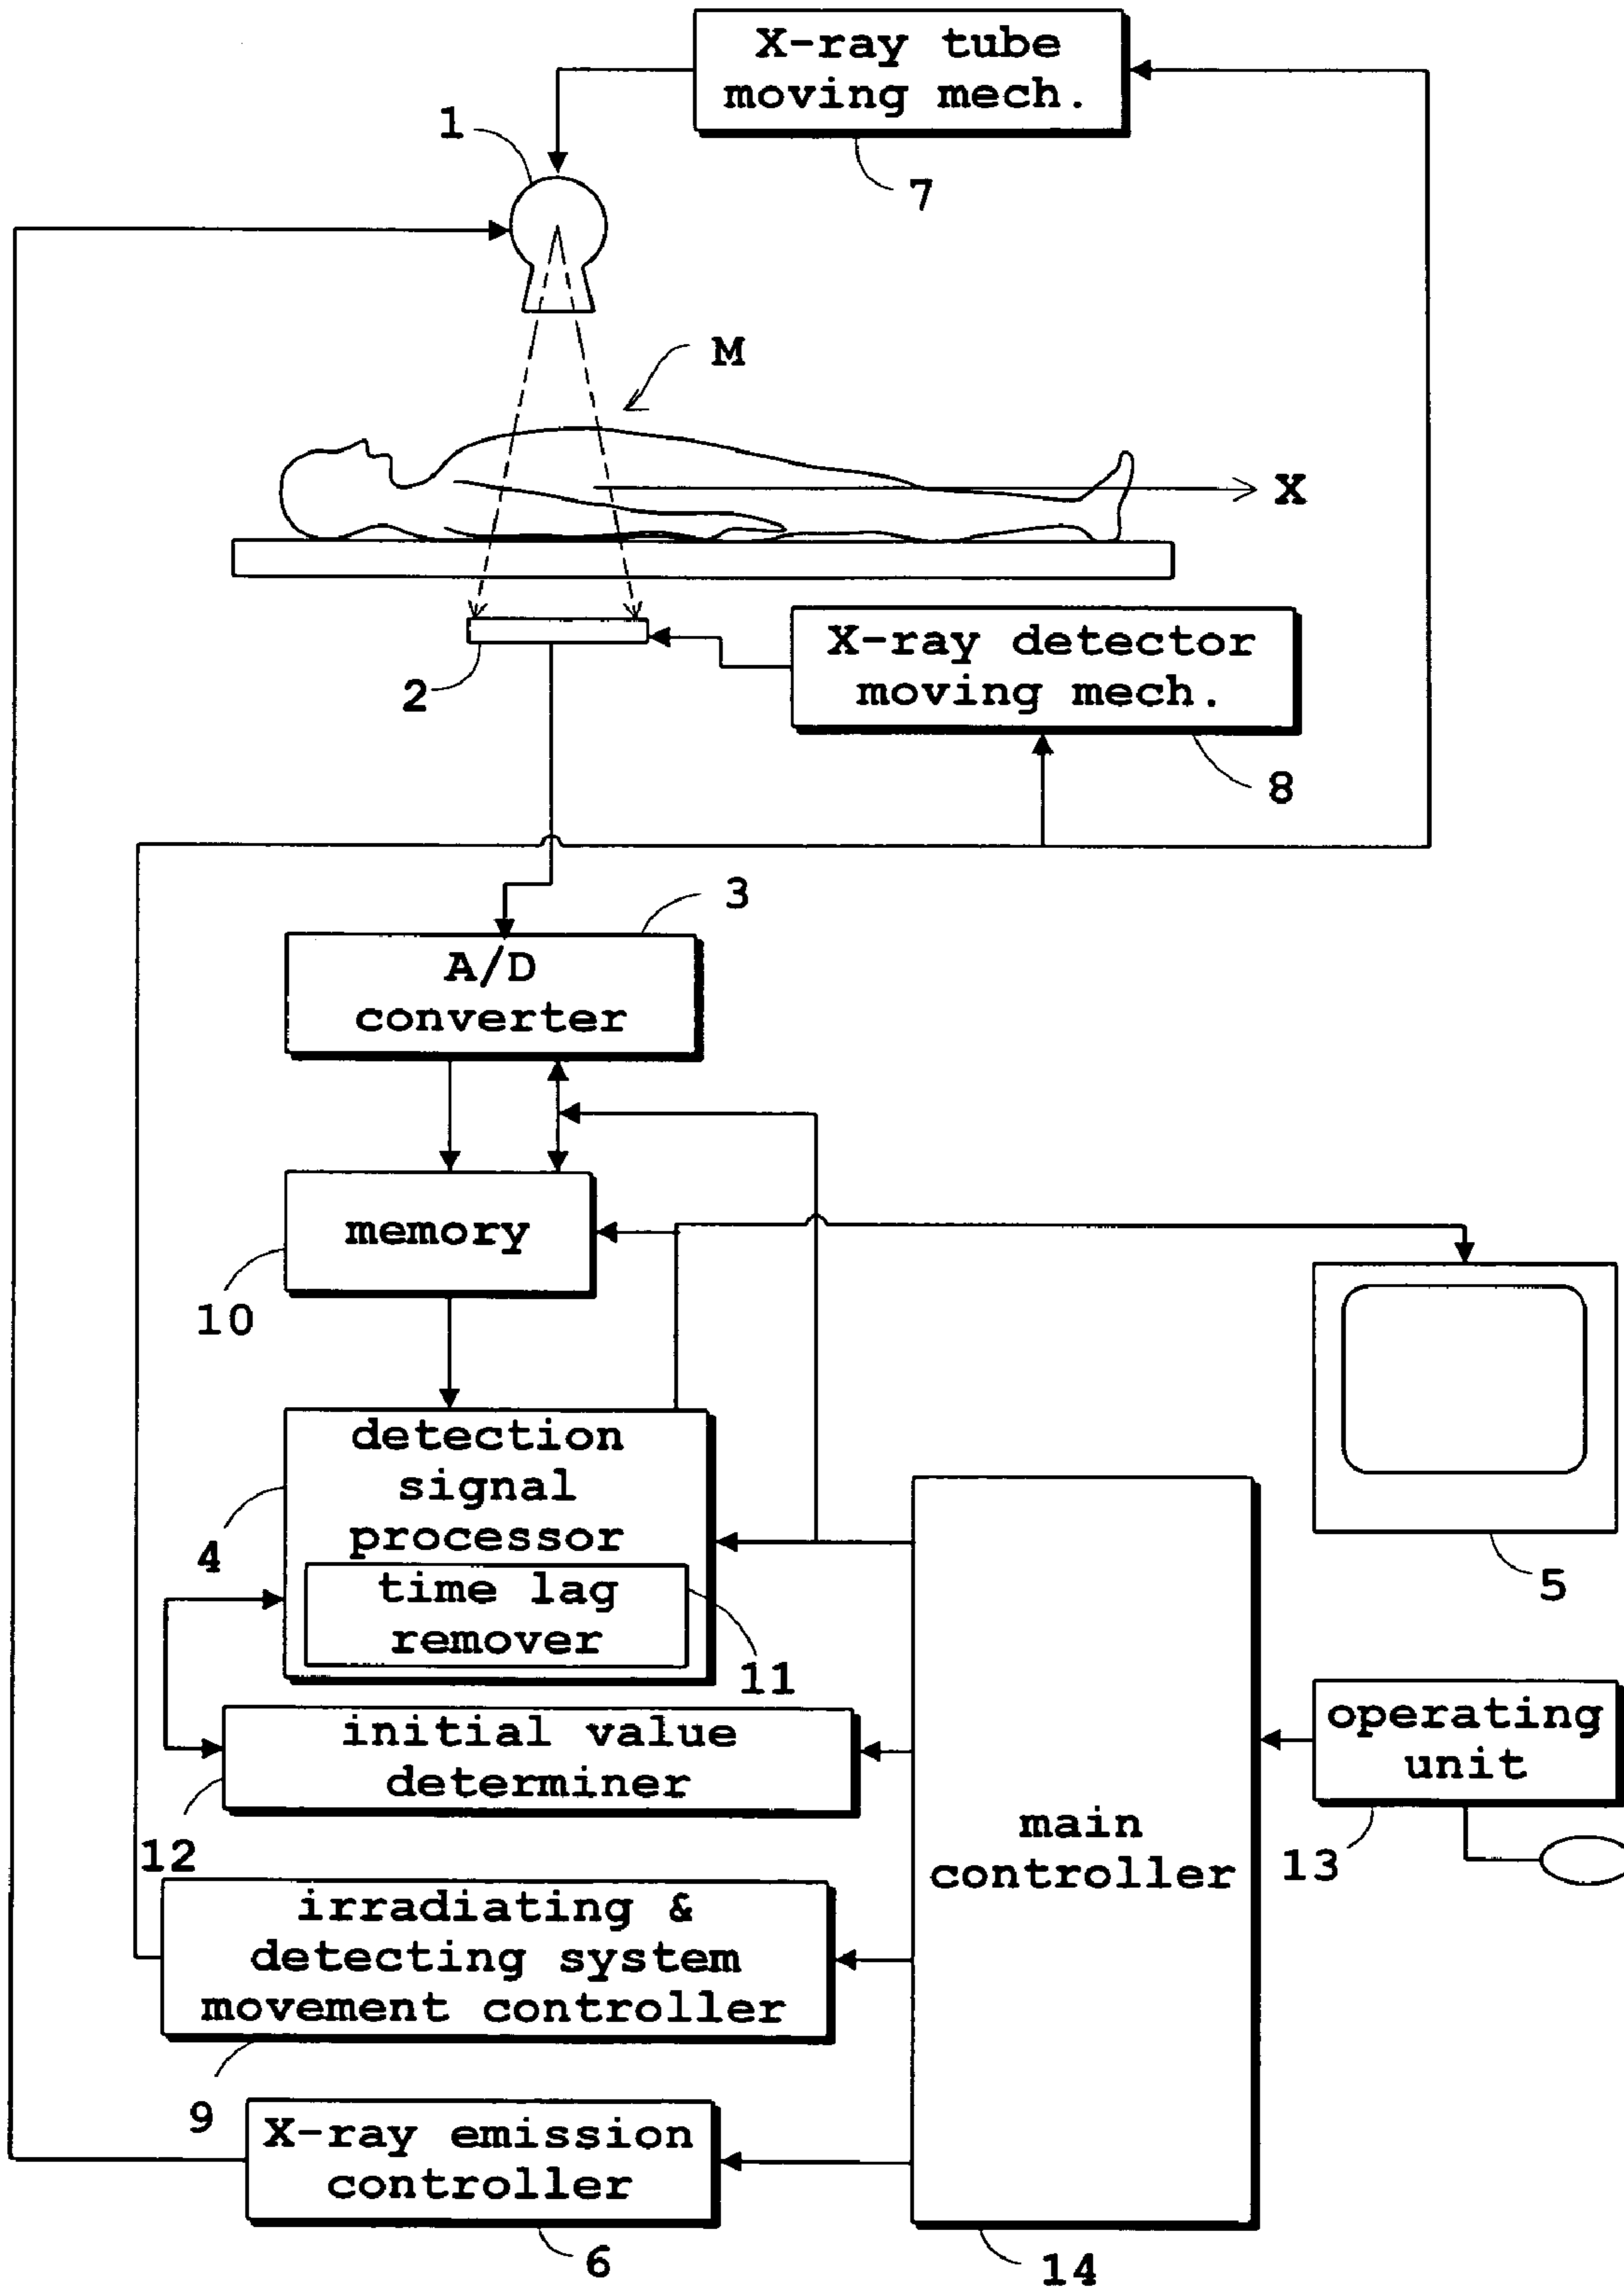 X-ray tube
moving mech.
1
7
M
X
X-ray detector
moving mech.
2
8
3
A/D
converter
memory
10
detection
signal
processor
4
time lag
remover
11
5
initial value
determiner
12
operating
unit
13
main
controller
irradiating &
detecting system
movement controller
9
X-ray emission
controller
6
14